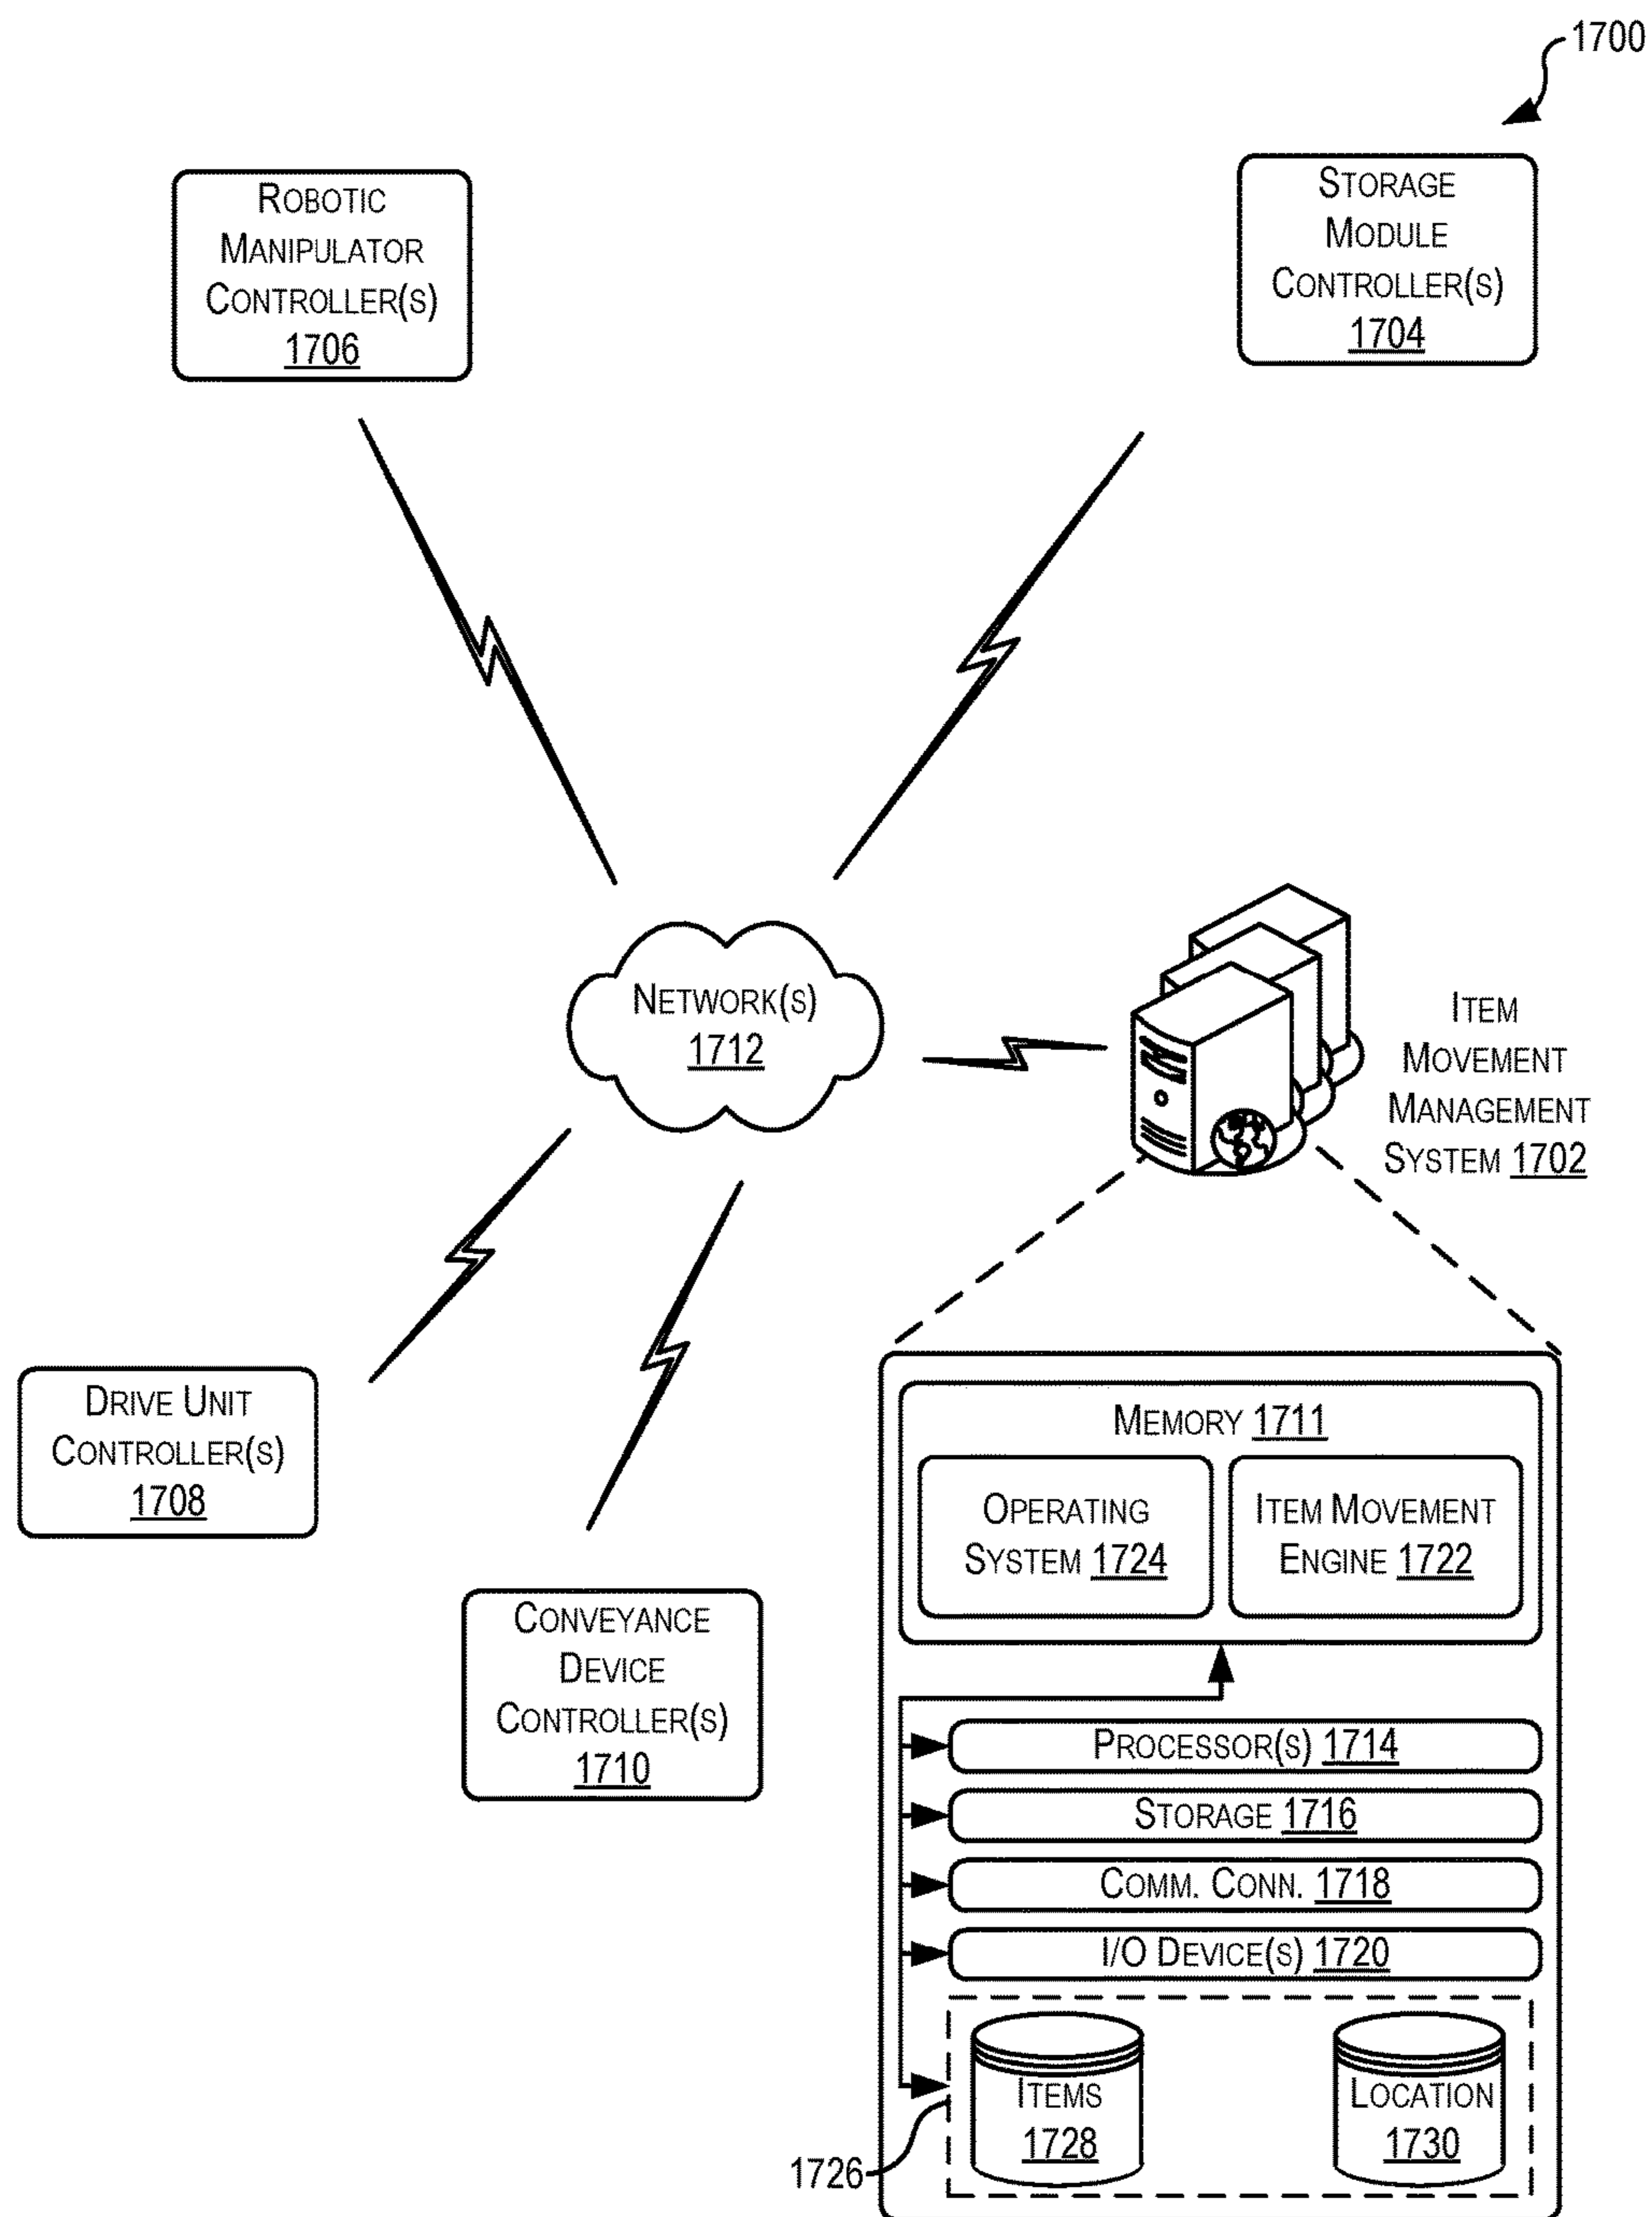 1700
Robotic
Manipulator
Controller(s)
1706
Storage
Module
Controller(s)
1704
Network(s)
1712
Item
Movement
Management
System 1702
Drive Unit
Controller(s)
1708
Conveyance
Device
Controller(s)
1710
Memory 1711
Operating
System 1724
Item Movement
Engine 1722
Processor(s) 1714
Storage 1716
Comm. Conn. 1718
I/O Device(s) 1720
Items
1728
Location
1730
1726